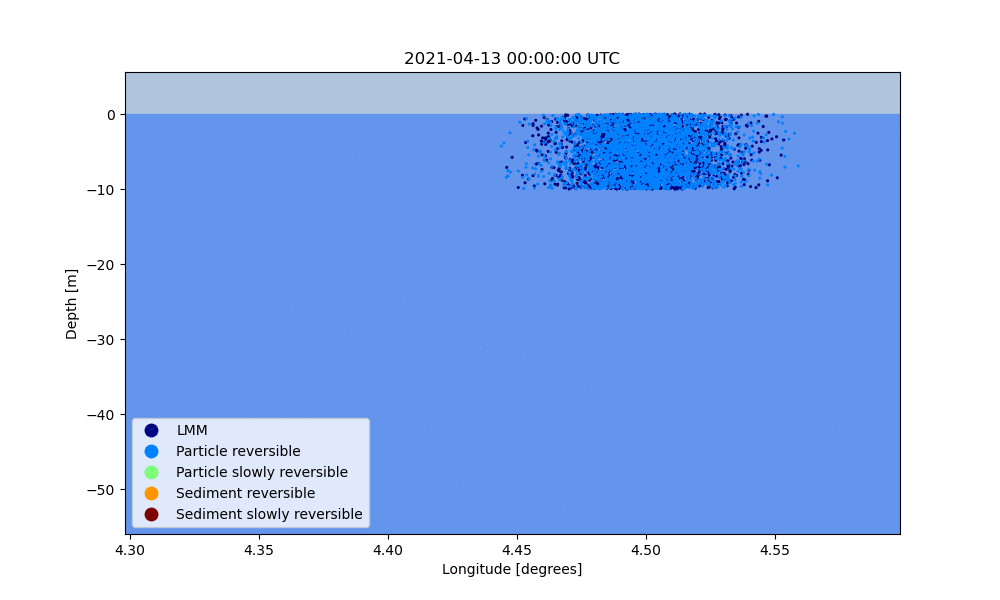 2021-04-13 00:00:00 UTC
0
−10
−20
−30
−40
−50
Depth [m]
LMM
Particle reversible
Particle slowly reversible
Sediment reversible
Sediment slowly reversible
4.30 4.35 4.40 4.45 4.50 4.55
Longitude [degrees]